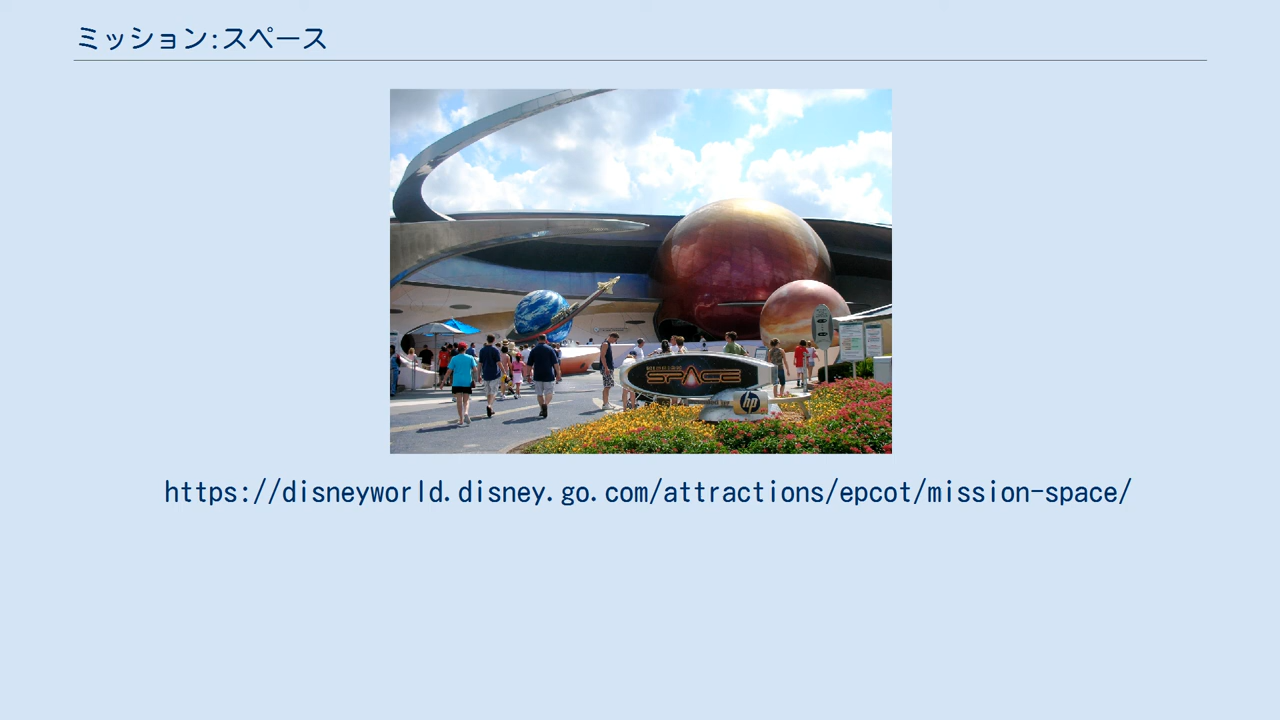 ミッション:スペース
SPACE
hp
https://disneyworld.disney.go.com/attractions/epcot/mission-space/